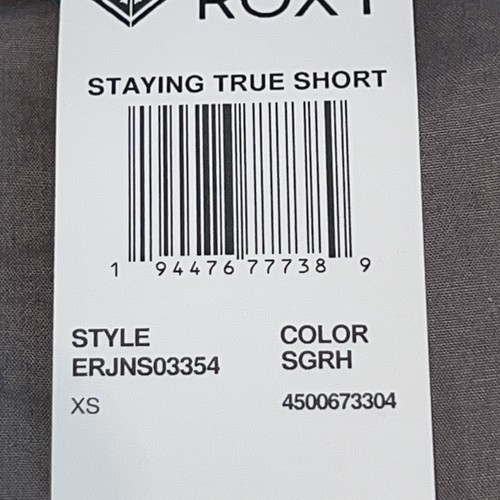 ROXY
STAYING TRUE SHORT
1 94476 77738 9
STYLE COLOR
ERJNS03354 SGRH
XS 4500673304